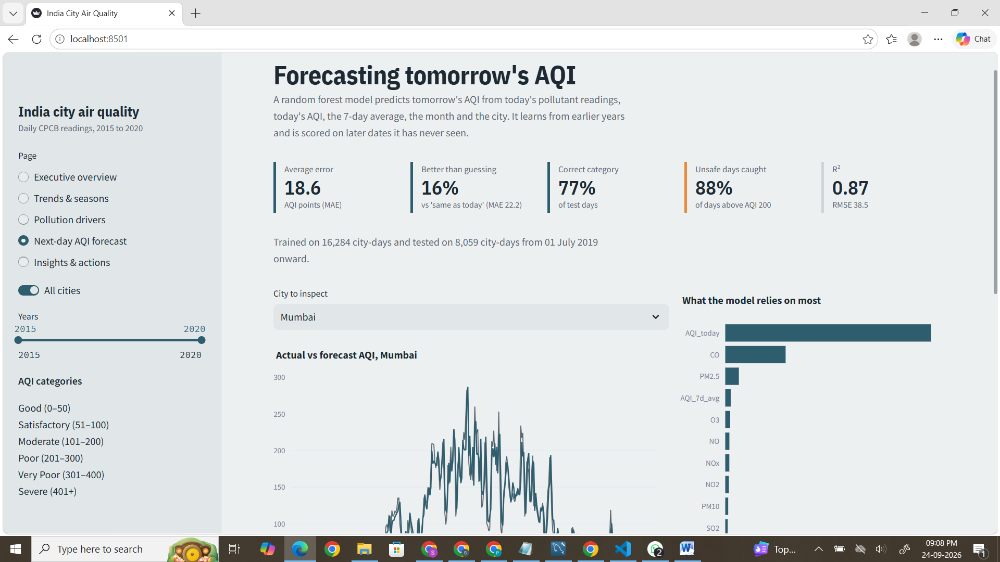 India City Air Quality
localhost:8501
Chat
India city air quality
Daily CPCB readings, 2015 to 2020
Page
Executive overview
Trends & seasons
Pollution drivers
Next-day AQI forecast
Insights & actions
All cities
Years
2015 2020
2015 2020
AQI categories
Good (0–50)
Satisfactory (51–100)
Moderate (101–200)
Poor (201–300)
Very Poor (301–400)
Severe (401+)
Forecasting tomorrow's AQI
A random forest model predicts tomorrow's AQI from today's pollutant readings,
today's AQI, the 7-day average, the month and the city. It learns from earlier years
and is scored on later dates it has never seen.
Average error
18.6
AQI points (MAE)
Better than guessing
16%
vs 'same as today' (MAE 22.2)
Correct category
77%
of test days
Unsafe days caught
88%
of days above AQI 200
R²
0.87
RMSE 38.5
Trained on 16,284 city-days and tested on 8,059 city-days from 01 July 2019
onward.
City to inspect
Mumbai
Actual vs forecast AQI, Mumbai
300
250
200
150
100
What the model relies on most
AQI_today
CO
PM2.5
AQI_7d_avg
O3
NO
NOx
NO2
PM10
SO2
Type here to search
S
S
P
2
W
Top...
09:08 PM
24-09-2026
1